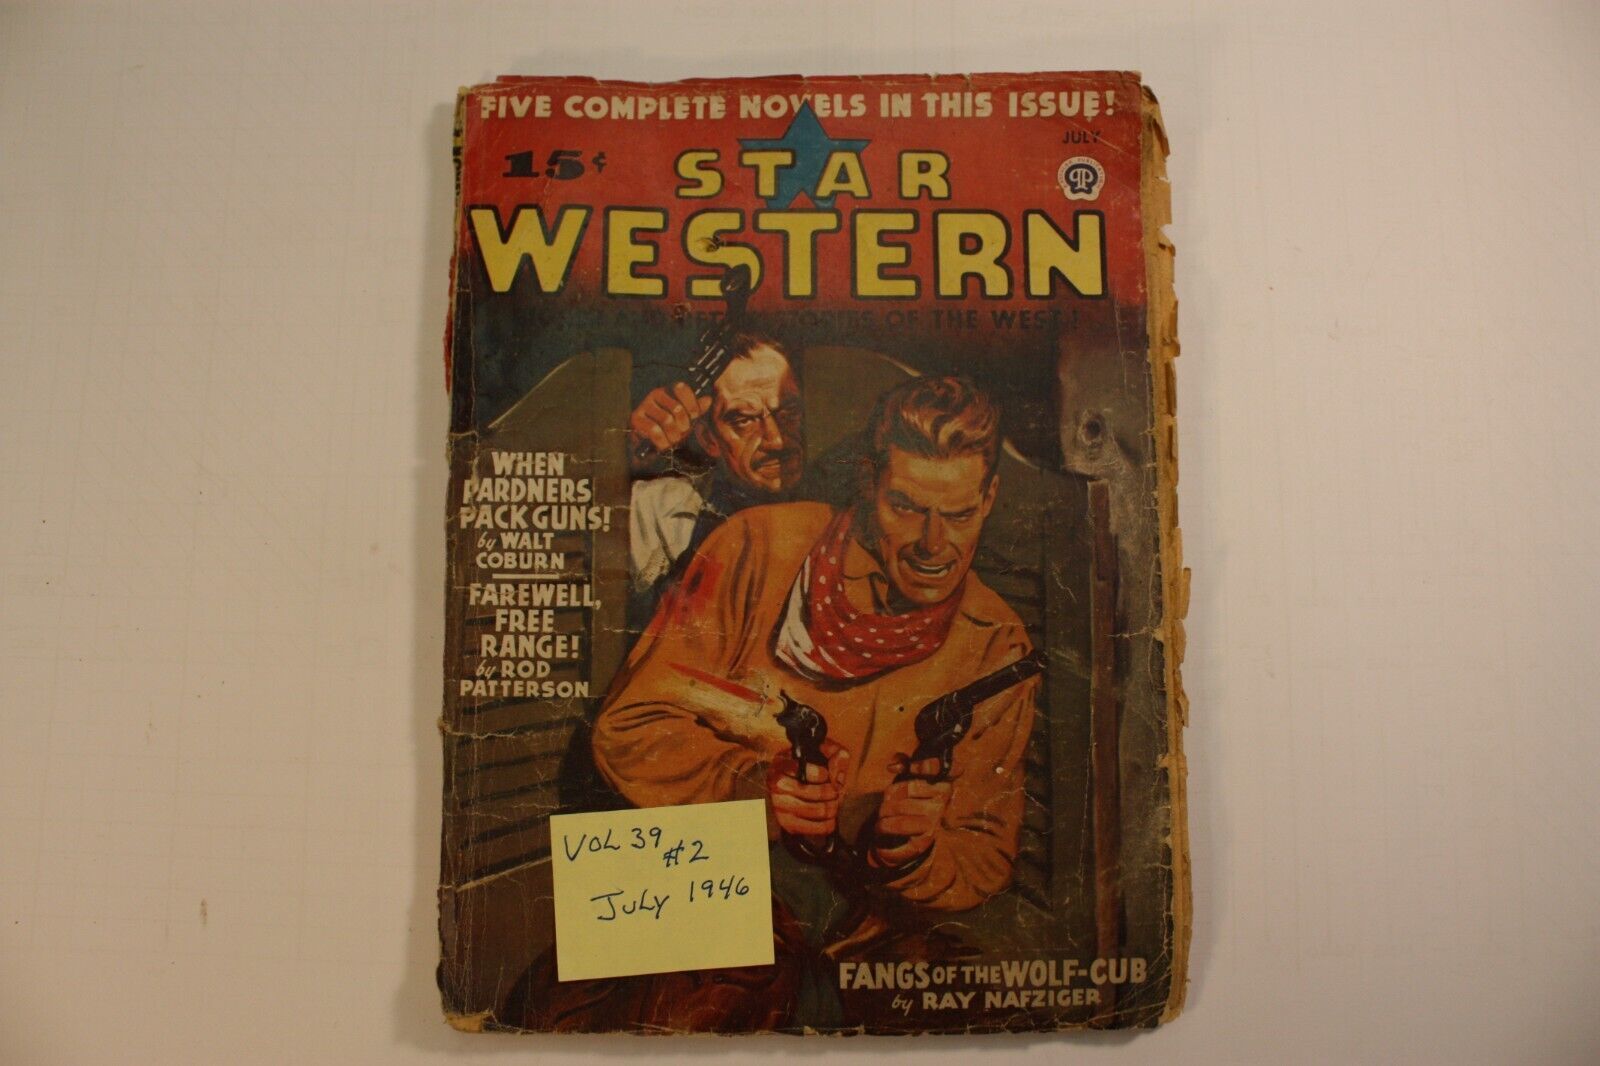 FIVE COMPLETE NOVELS IN THIS ISSUE!
JULY
15¢
STAR
WESTERN
STORIES OF THE WEST!
WHEN
PARDNERS
PACK GUNS!
by WALT
COBURN
FAREWELL,
FREE
RANGE!
by ROD
PATTERSON
VOL 39
#2
JULY 1946
FANGS OF THE WOLF-CUB
by RAY NAFZIGER